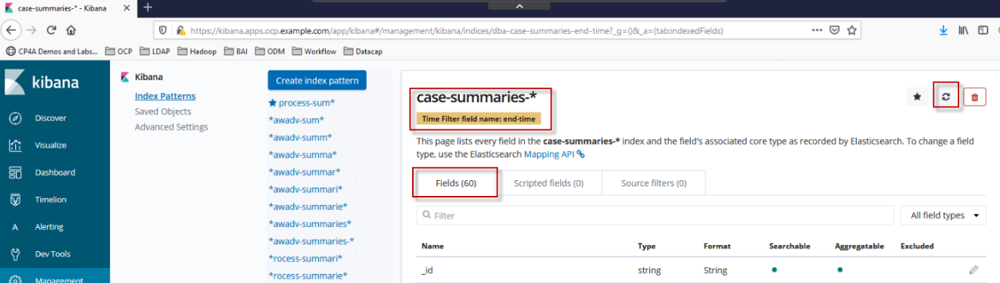 case-summaries-* - Kibana
https://kibana.apps.ocp.example.com/app/kibana#/management/kibana/indices/dba-case-summaries-end-time?_g=()&_a=(tab:indexedFields)
CP4A Demos and Labs... OCP LDAP Hadoop BAI ODM Workflow Datacap
kibana
Discover
Visualize
Dashboard
Timelion
Alerting
Dev Tools
Management
Kibana
Index Patterns
Saved Objects
Advanced Settings
Create index pattern
process-sum*
*awadv-sum*
*awadv-summ*
*awadv-summa*
*awadv-summar*
*awadv-summari*
*awadv-summarie*
*awadv-summaries*
*awadv-summaries-*
*rocess-summari*
*rocess-summarie*
case-summaries-*
Time Filter field name: end-time
This page lists every field in the case-summaries-* index and the field's associated core type as recorded by Elasticsearch. To change a field
type, use the Elasticsearch Mapping API
Fields (60) Scripted fields (0) Source filters (0)
Filter
All field types
Name Type Format Searchable Aggregatable Excluded
_id string String